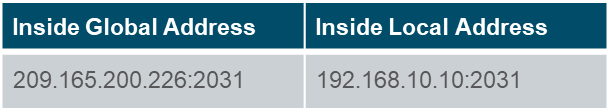 Inside Global Address Inside Local Address
209.165.200.226:2031 192.168.10.10:2031